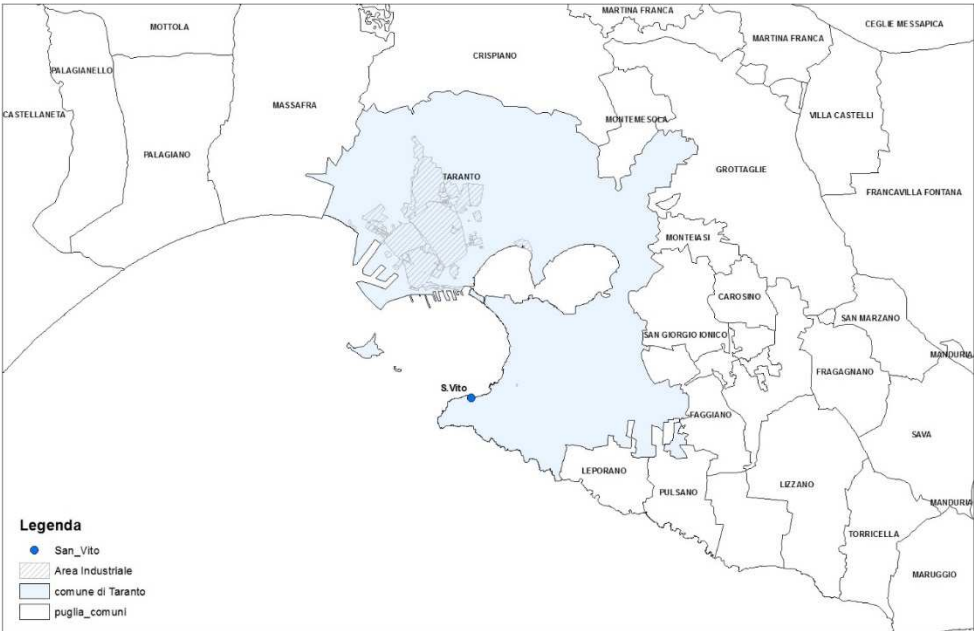 MARTINA FRANCA
MOTTOLA
CEGLIE MESSAPICA
MARTINA FRANCA
CRISPIANO
PALAGIANELLO
MASSAFRA
CASTELLANETA
VILLA CASTELLI
MONTEMESOLA
PALAGIANO
GROTTAGLIE
TARANTO
FRANCAVILLA FONTANA
MONTEIASI
CAROSINO
SAN MARZANO
SAN GIORGIO IONICO
MANDURIA
FRAGAGNANO
S.Vito
FAGGIANO
SAVA
LEPORANO
LIZZANO
PULSANO
MANDURIA
TORRICELLA
MARUGGIO
Legenda
San_Vito
Area Industriale
comune di Taranto
puglia_comuni